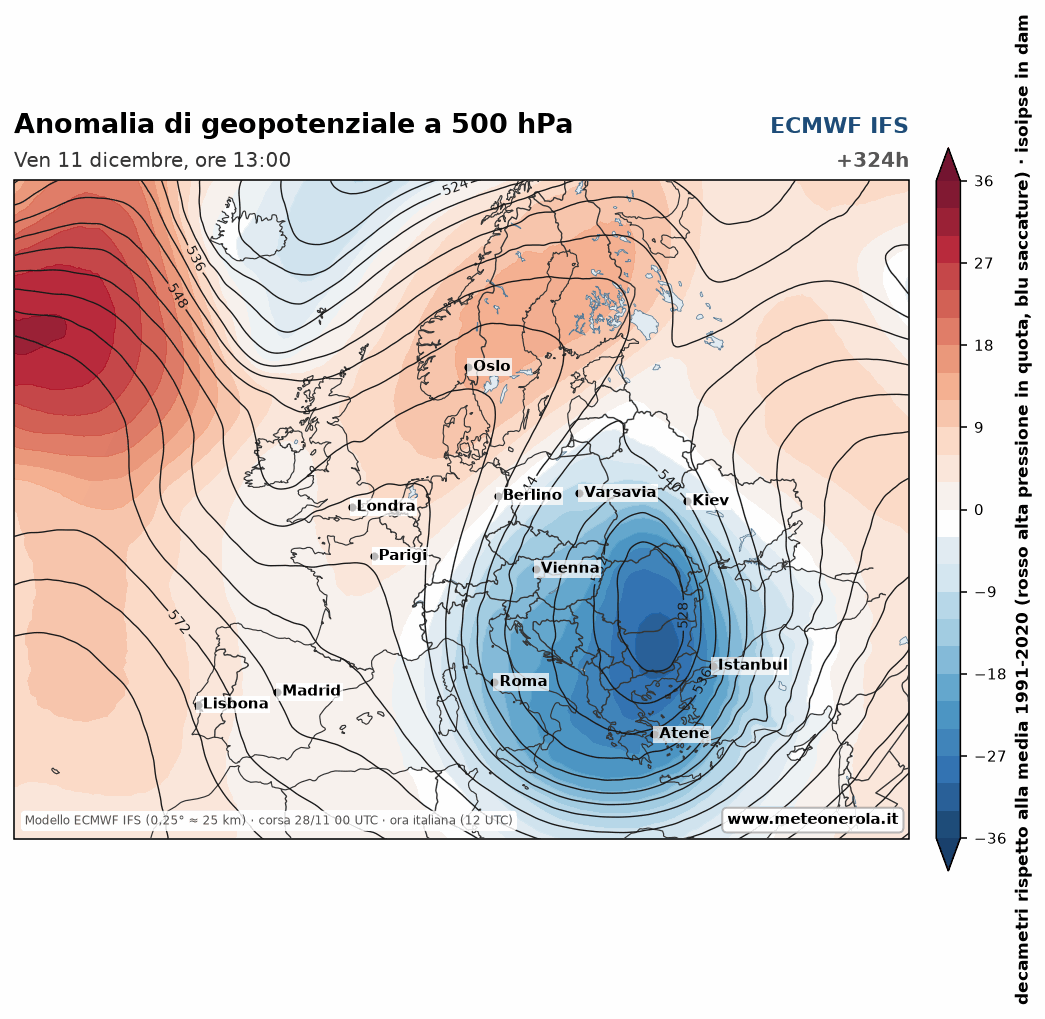 Anomalia di geopotenziale a 500 hPa
ECMWF IFS
Ven 11 dicembre, ore 13:00
+324h
524
536
548
Oslo
540
Berlino
Varsavia
Kiev
Londra
Parigi
Vienna
528
572
Istanbul
Roma
536
Madrid
Lisbona
Atene
Modello ECMWF IFS (0,25° ≈ 25 km) · corsa 28/11 00 UTC · ora italiana (12 UTC)
www.meteonerola.it
36
27
18
9
0
−9
−18
−27
−36
decametri rispetto alla media 1991-2020 (rosso alta pressione in quota, blu saccature) · isoipse in dam